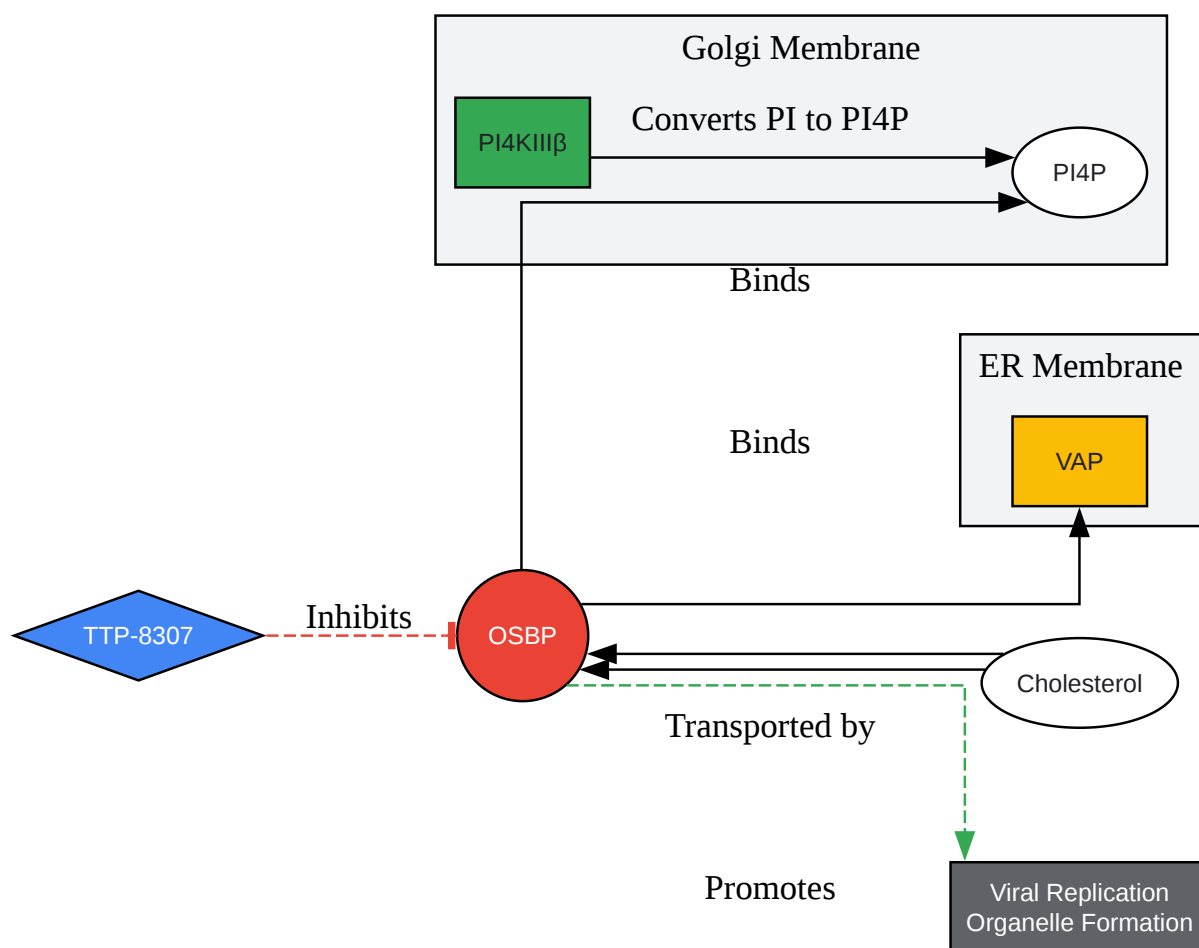 Golgi Membrane
PI4KIIIβ
Converts PI to PI4P
PI4P
Binds
ER Membrane
Binds
VAP
TTP-8307
Inhibits
OSBP
Cholesterol
Transported by
Promotes
Viral Replication
Organelle Formation